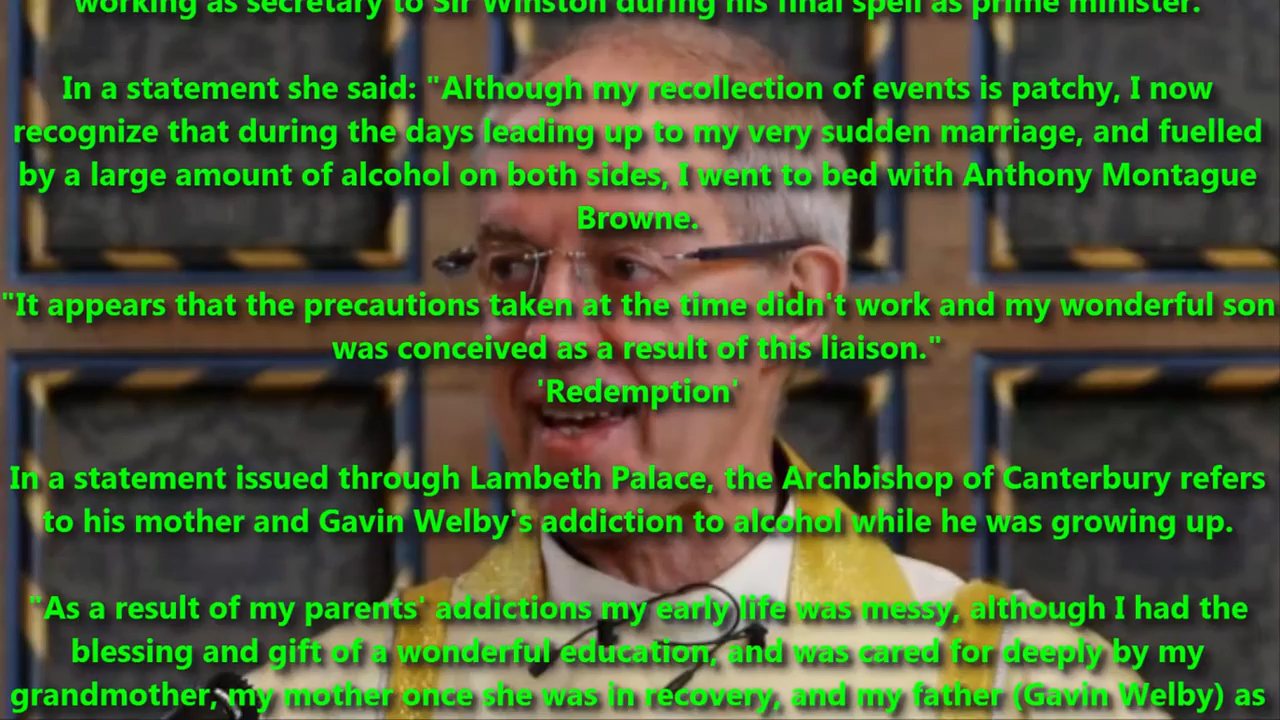 working as secretary to Sir Winston during his final spell as prime minister.
In a statement she said: "Although my recollection of events is patchy, I now
recognize that during the days leading up to my very sudden marriage, and fuelled
by a large amount of alcohol on both sides, I went to bed with Anthony Montague
Browne.
"It appears that the precautions taken at the time didn't work and my wonderful son
was conceived as a result of this liaison."
'Redemption'
In a statement issued through Lambeth Palace, the Archbishop of Canterbury refers
to his mother and Gavin Welby's addiction to alcohol while he was growing up.
"As a result of my parents' addictions my early life was messy, although I had the
blessing and gift of a wonderful education, and was cared for deeply by my
grandmother, my mother once she was in recovery, and my father (Gavin Welby) as